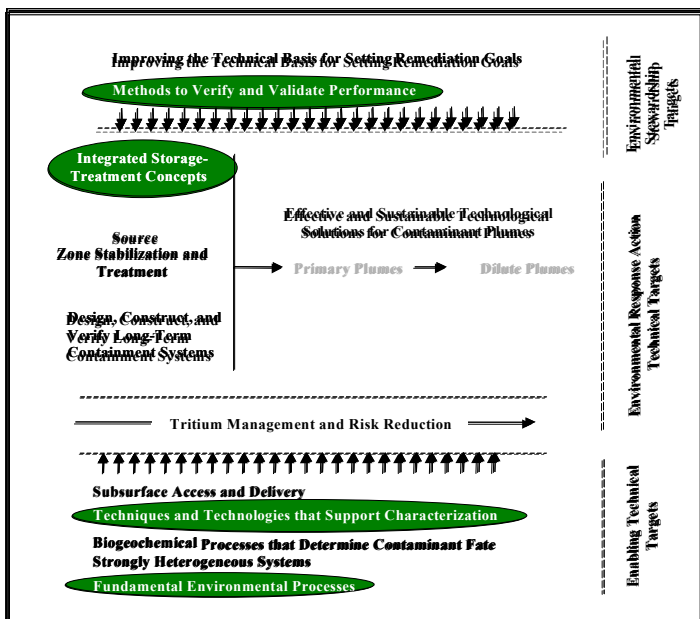 Improving the Technical Basis for Setting Remediation Goals
Methods to Verify and Validate Performance
Environmental
Stewardship
Targets
Integrated Storage-
Treatment Concepts
Effective and Sustainable Technological
Solutions for Contaminant Plumes
Source
Zone Stabilization and
Treatment
Primary Plumes
Dilute Plumes
Design, Construct, and
Verify Long-Term
Containment Systems
Environmental Response Action
Technical Targets
Tritium Management and Risk Reduction
Subsurface Access and Delivery
Techniques and Technologies that Support Characterization
Biogeochemical Processes that Determine Contaminant Fate
Strongly Heterogeneous Systems
Fundamental Environmental Processes
Enabling Technical
Targets